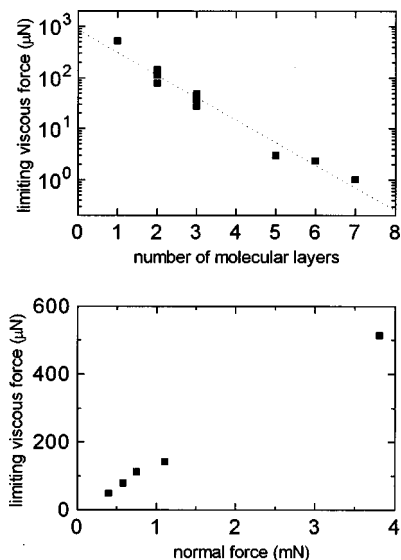 limiting viscous force (μN)
10³
10²
10¹
10⁰
0 1 2 3 4 5 6 7 8
number of molecular layers
limiting viscous force (μN)
600
400
200
0
0 1 2 3 4
normal force (mN)